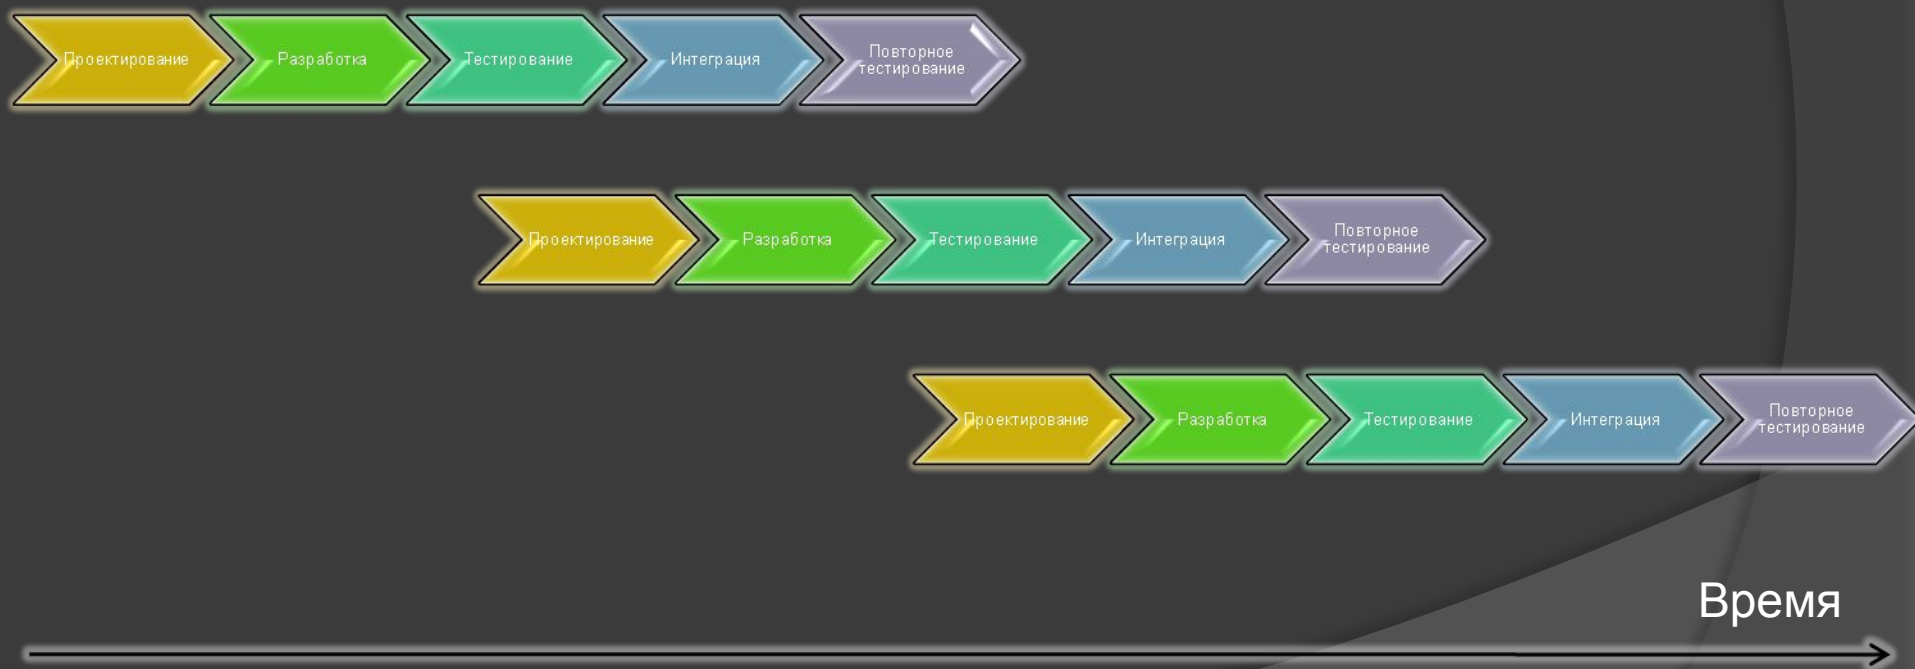 Проектирование
Разработка
Тестирование
Интеграция
Повторное
тестирование
Проектирование
Разработка
Тестирование
Интеграция
Повторное
тестирование
Проектирование
Разработка
Тестирование
Интеграция
Повторное
тестирование
Время